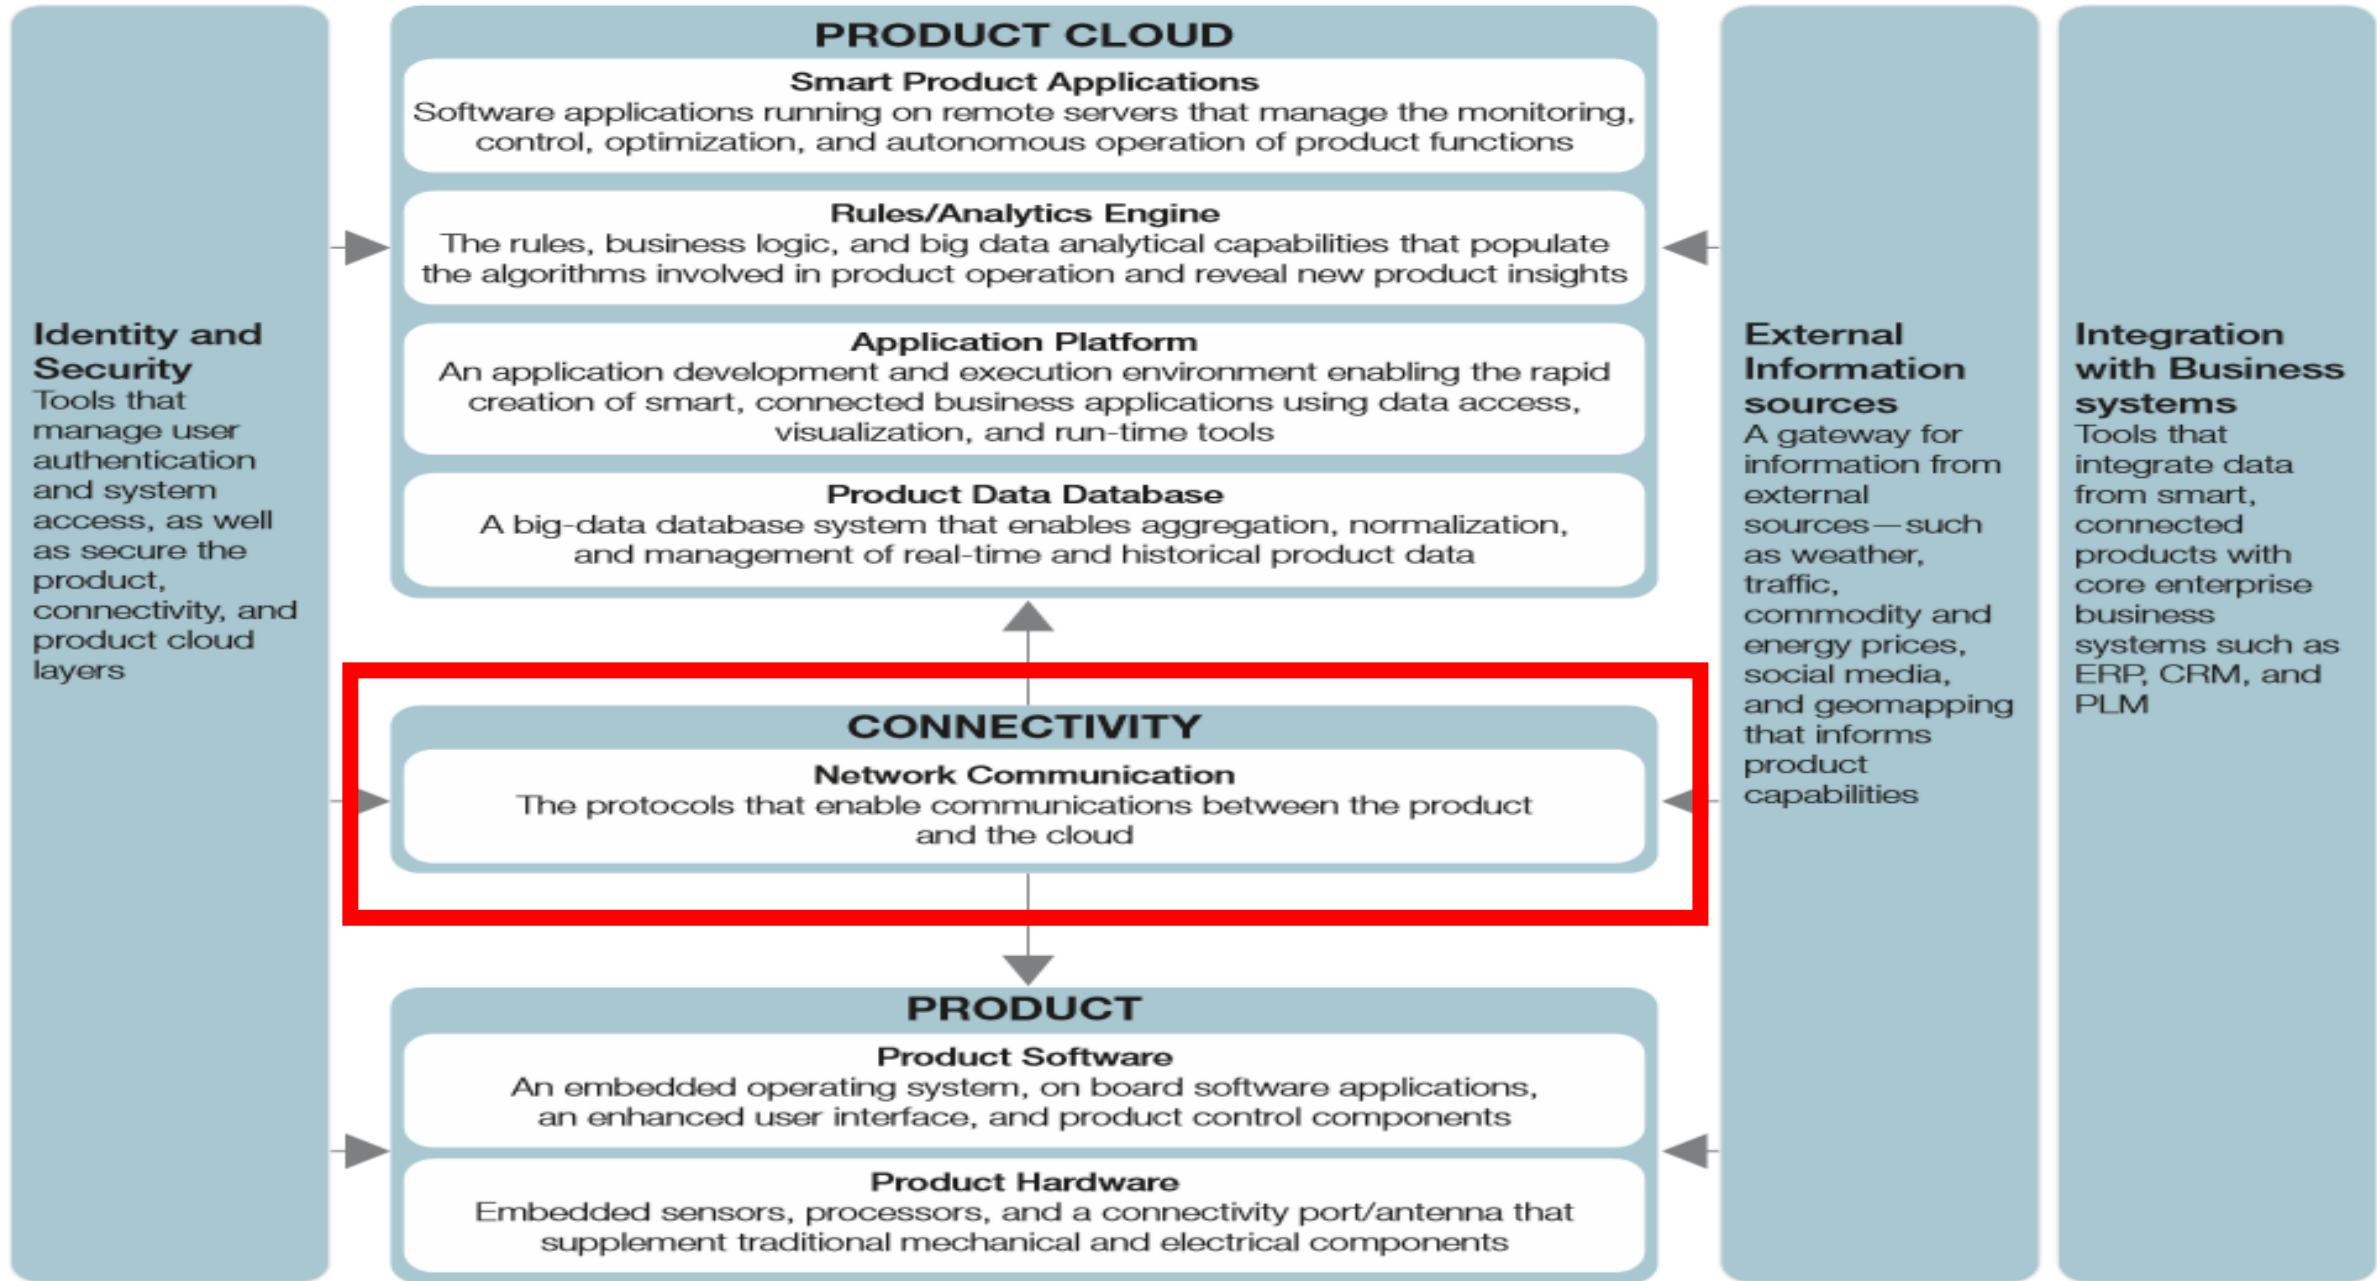 Identity and
Security
Tools that
manage user
authentication
and system
access, as well
as secure the
product,
connectivity, and
product cloud
layers
PRODUCT CLOUD
Smart Product Applications
Software applications running on remote servers that manage the monitoring,
control, optimization, and autonomous operation of product functions
Rules/Analytics Engine
The rules, business logic, and big data analytical capabilities that populate
the algorithms involved in product operation and reveal new product insights
Application Platform
An application development and execution environment enabling the rapid
creation of smart, connected business applications using data access,
visualization, and run-time tools
Product Data Database
A big-data database system that enables aggregation, normalization,
and management of real-time and historical product data
CONNECTIVITY
Network Communication
The protocols that enable communications between the product
and the cloud
PRODUCT
Product Software
An embedded operating system, on board software applications,
an enhanced user interface, and product control components
Product Hardware
Embedded sensors, processors, and a connectivity port/antenna that
supplement traditional mechanical and electrical components
External
Information
sources
A gateway for
information from
external
sources—such
as weather,
traffic,
commodity and
energy prices,
social media,
and geomapping
that informs
product
capabilities
Integration
with Business
systems
Tools that
integrate data
from smart,
connected
products with
core enterprise
business
systems such as
ERP, CRM, and
PLM